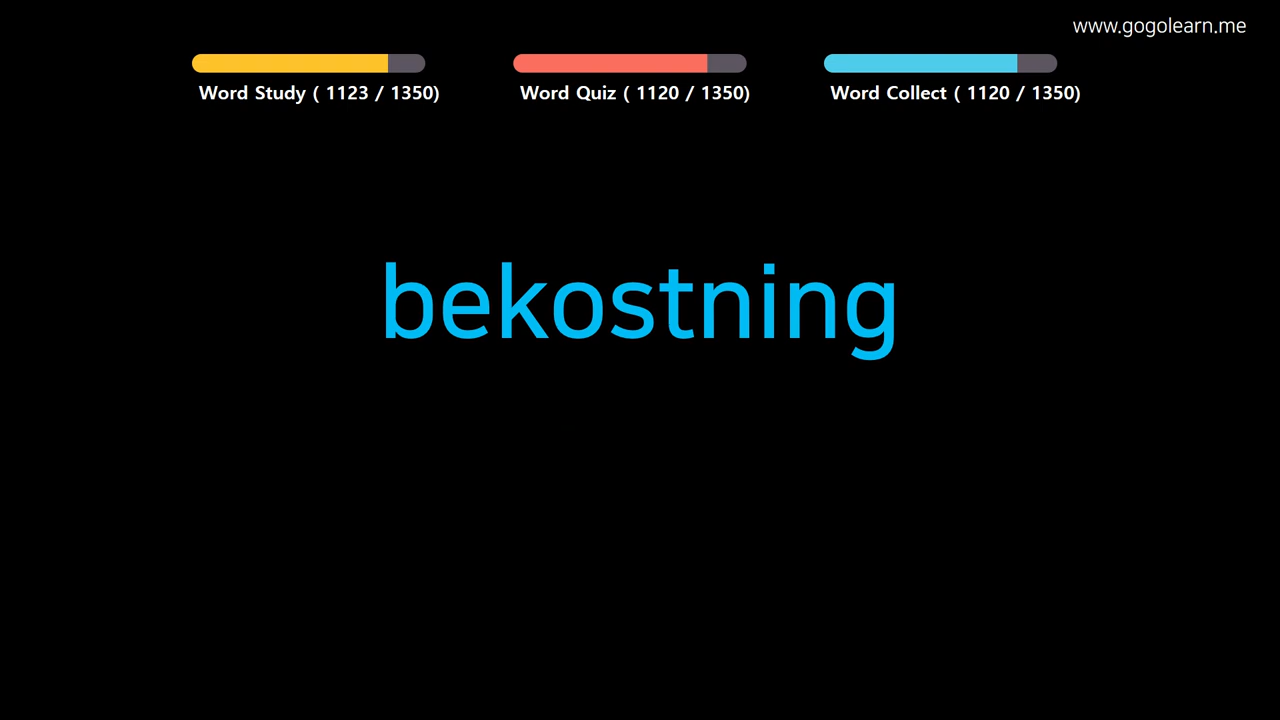 www.gogolearn.me
Word Study ( 1123 / 1350)
Word Quiz ( 1120 / 1350)
Word Collect ( 1120 / 1350)
bekostning